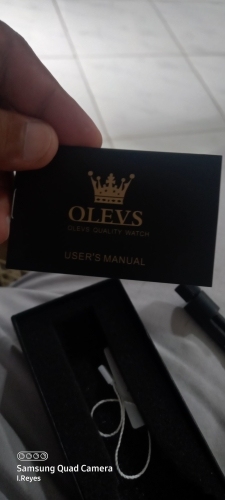 OLEVS
OLEVS QUALITY WATCH
USER'S MANUAL
Samsung Quad Camera
I.Reyes